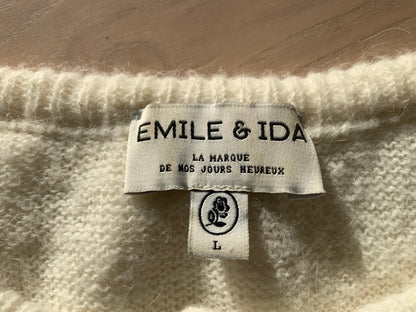 EMILE & IDA
LA MARQUE
DE NOS JOURS HEUREUX
L